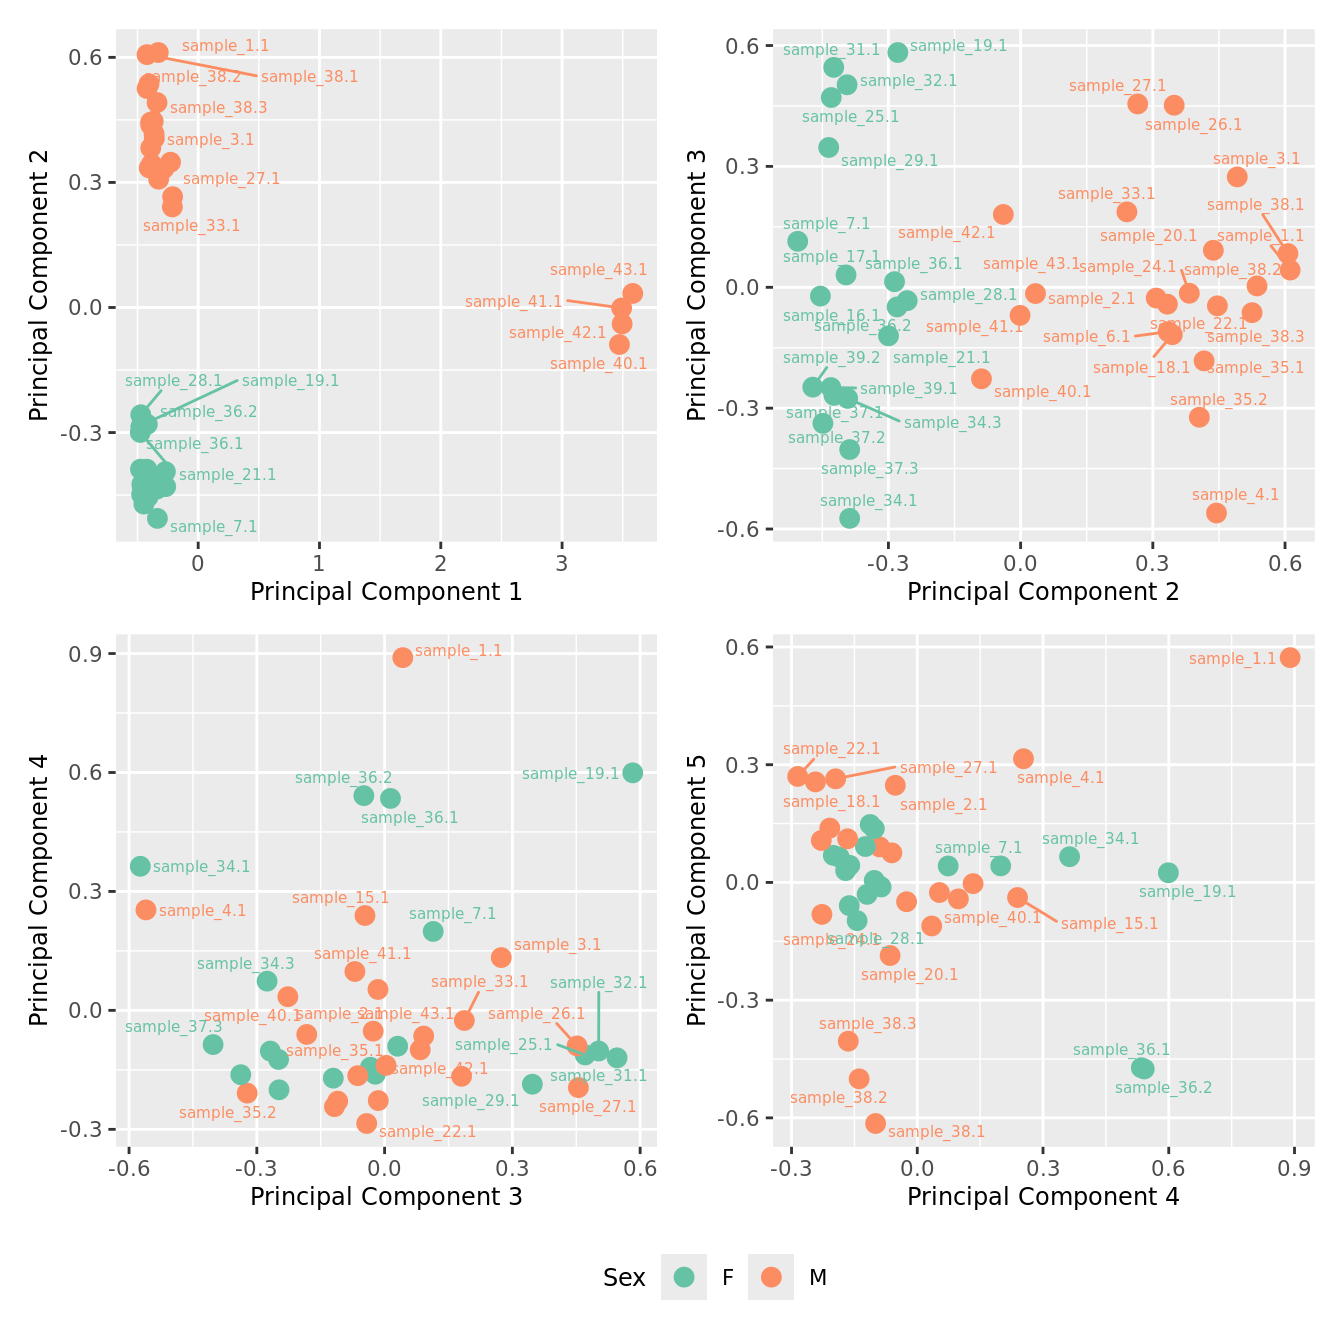 sample_1.1
sample_38.2 sample_38.1
sample_38.3
sample_3.1
sample_27.1
sample_33.1
sample_43.1
sample_41.1
sample_42.1
sample_40.1
sample_28.1 sample_19.1
sample_36.2
sample_36.1
sample_21.1
sample_7.1
0.6
0.3
0.0
-0.3
0 1 2 3
Principal Component 1
Principal Component 2
sample_31.1 sample_19.1
sample_32.1
sample_27.1
sample_25.1
sample_26.1
sample_29.1
sample_3.1
sample_33.1
sample_38.1
sample_7.1
sample_42.1
sample_20.1 sample_1.1
sample_17.1
sample_36.1 sample_43.1 sample_24.1 sample_38.2
sample_28.1 sample_2.1
sample_16.1
sample_36.2 sample_41.1 sample_22.1
sample_6.1 sample_38.3
sample_39.2 sample_21.1
sample_18.1 sample_35.1
sample_39.1 sample_40.1
sample_35.2
sample_37.1
sample_34.3
sample_37.2
sample_37.3
sample_34.1 sample_4.1
0.6
0.3
0.0
-0.3
-0.6
-0.3 0.0 0.3 0.6
Principal Component 2
Principal Component 3
sample_1.1
sample_36.2 sample_19.1
sample_36.1
sample_34.1
sample_15.1
sample_4.1 sample_7.1
sample_41.1 sample_3.1
sample_34.3
sample_33.1 sample_32.1
sample_40.1 sample_2.1 sample_43.1 sample_26.1
sample_37.3
sample_35.1 sample_25.1
sample_42.1
sample_31.1
sample_29.1
sample_35.2 sample_27.1
sample_22.1
0.9
0.6
0.3
0.0
-0.3
-0.6 -0.3 0.0 0.3 0.6
Principal Component 3
Principal Component 4
sample_1.1
sample_22.1
sample_27.1
sample_4.1
sample_18.1 sample_2.1
sample_7.1 sample_34.1
sample_19.1
sample_40.1 sample_15.1
sample_24.1 sample_28.1
sample_20.1
sample_38.3
sample_36.1
sample_36.2
sample_38.2
sample_38.1
0.6
0.3
0.0
-0.3
-0.6
-0.3 0.0 0.3 0.6 0.9
Principal Component 4
Principal Component 5
Sex F M